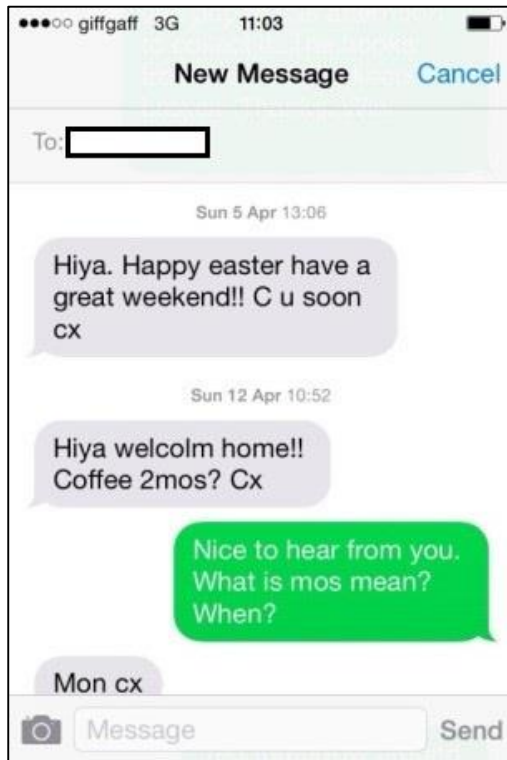 giffgaff 3G 11:03
New Message Cancel
To:
Sun 5 Apr 13:06
Hiya. Happy easter have a
great weekend!! C u soon
cx
Sun 12 Apr 10:52
Hiya welcolm home!!
Coffee 2mos? Cx
Nice to hear from you.
What is mos mean?
When?
Mon cx
Message Send